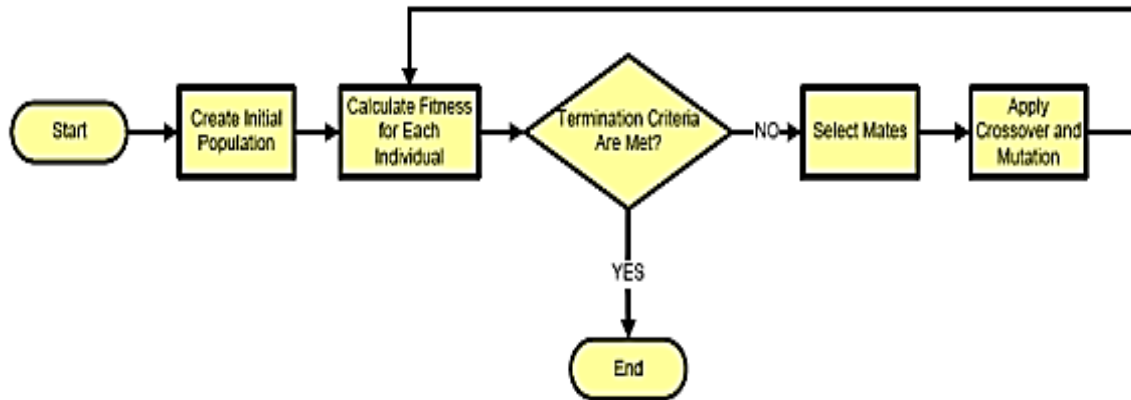 Start
Create Initial
Population
Calculate Fitness
for Each
Individual
Termination Criteria
Are Met?
NO
Select Mates
Apply
Crossover and
Mutation
YES
End